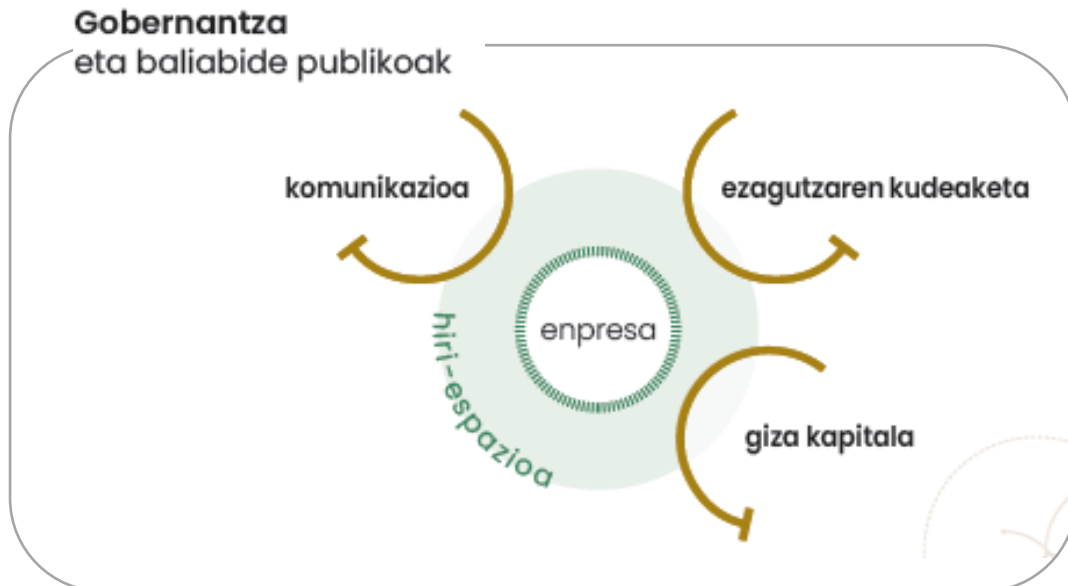 Gobernantza
eta baliabide publikoak
komunikazioa
ezagutzaren kudeaketa
enpresa
hiri-espazioa
giza kapitala